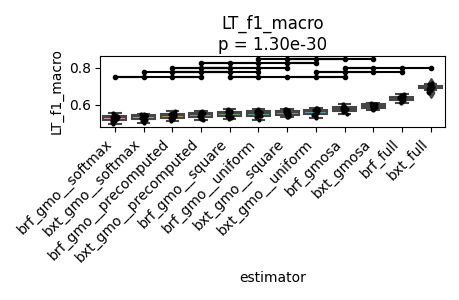 LT_f1_macro
p = 1.30e-30
LT_f1_macro
0.8
0.6
brf_gmo__softmax
bxt_gmo__softmax
brf_gmo__precomputed
bxt_gmo__precomputed
brf_gmo__square
brf_gmo__uniform
bxt_gmo__square
bxt_gmo__uniform
brf_gmosa
bxt_gmosa
brf_full
bxt_full
estimator